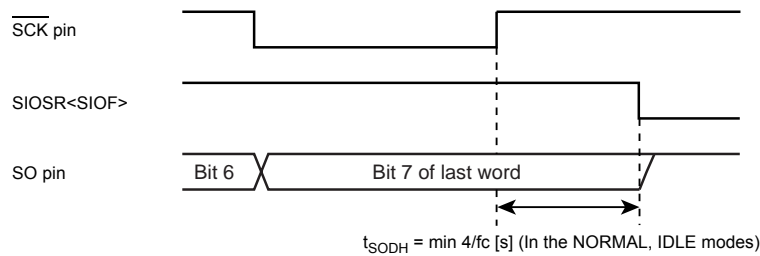 SCK pin
SIOSR<SIOF>
SO pin Bit 6 Bit 7 of last word
tSODH = min 4/fc [s] (In the NORMAL, IDLE modes)